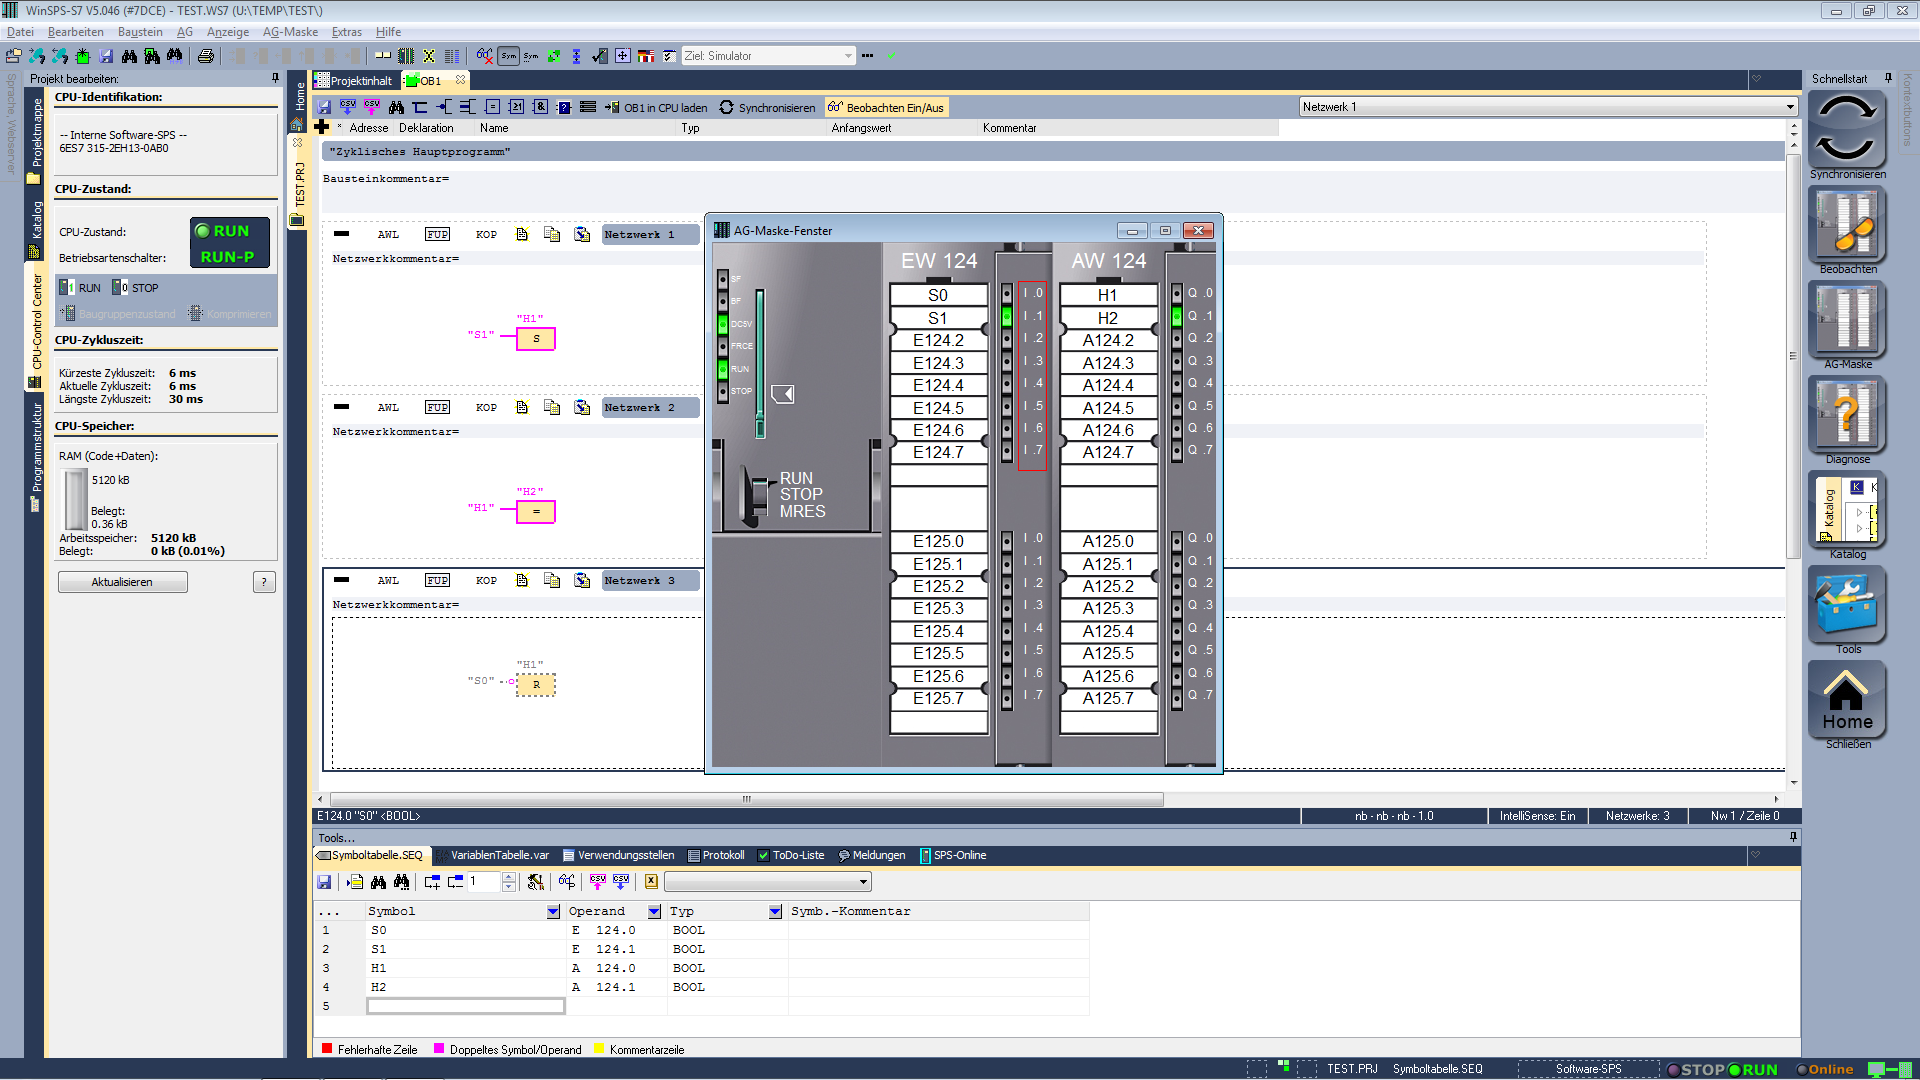 WinSPS-S7 V5.046 (#7DCE) - TEST.WS7 (U:\TEMP\TEST\)
Datei Bearbeiten Baustein AG Anzeige AG-Maske Extras Hilfe
Sym Sym Ziel: Simulator
Sprache, Webserver
Projekt bearbeiten:
CPU-Identifikation:
-- Interne Software-SPS --
6ES7 315-2EH13-0AB0
CPU-Zustand:
CPU-Zustand: RUN
Betriebsartenschalter: RUN-P
RUN STOP
Baugruppenzustand Komprimieren
CPU-Zykluszeit:
Kürzeste Zykluszeit: 6 ms
Aktuelle Zykluszeit: 6 ms
Längste Zykluszeit: 30 ms
CPU-Speicher:
RAM (Code+Daten):
5120 kB
Belegt:
0.36 kB
Arbeitsspeicher: 5120 kB
Belegt: 0 kB (0.01%)
Aktualisieren ?
Projektmappe
Katalog
CPU-Control Center
Programmstruktur
Home
TEST.PRJ
Projektinhalt OB1
OB1 in CPU laden Synchronisieren Beobachten Ein/Aus Netzwerk 1
* Adresse Deklaration Name Typ Anfangswert Kommentar
"Zyklisches Hauptprogramm"
Bausteinkommentar=
AWL FUP KOP Netzwerk 1
Netzwerkkommentar=
"H1"
"S1" S
AWL FUP KOP Netzwerk 2
Netzwerkkommentar=
"H2"
"H1" =
AWL FUP KOP Netzwerk 3
Netzwerkkommentar=
"H1"
"S0" R
AG-Maske-Fenster
SF
BF
DC5V
FRCE
RUN
STOP
RUN
STOP
MRES
EW 124 AW 124
S0 I .0 H1 Q .0
S1 I .1 H2 Q .1
E124.2 I .2 A124.2 Q .2
E124.3 I .3 A124.3 Q .3
E124.4 I .4 A124.4 Q .4
E124.5 I .5 A124.5 Q .5
E124.6 I .6 A124.6 Q .6
E124.7 I .7 A124.7 Q .7
E125.0 I .0 A125.0 Q .0
E125.1 I .1 A125.1 Q .1
E125.2 I .2 A125.2 Q .2
E125.3 I .3 A125.3 Q .3
E125.4 I .4 A125.4 Q .4
E125.5 I .5 A125.5 Q .5
E125.6 I .6 A125.6 Q .6
E125.7 I .7 A125.7 Q .7
E124.0 "S0" <BOOL> nb - nb - nb - 1.0 IntelliSense: Ein Netzwerke: 3 Nw 1 / Zeile 0
Tools...
Symboltabelle.SEQ VariablenTabelle.var Verwendungsstellen Protokoll ToDo-Liste Meldungen SPS-Online
1 CSV CSV
... Symbol Operand Typ Symb.-Kommentar
1 S0 E 124.0 BOOL
2 S1 E 124.1 BOOL
3 H1 A 124.0 BOOL
4 H2 A 124.1 BOOL
5
Fehlerhafte Zeile Doppeltes Symbol/Operand Kommentarzeile
TEST.PRJ Symboltabelle.SEQ Software-SPS STOP RUN Online
Schnellstart
Synchronisieren
Beobachten
AG-Maske
Diagnose
Katalog
Katalog
Tools
Home
Schließen
Kontextbuttons